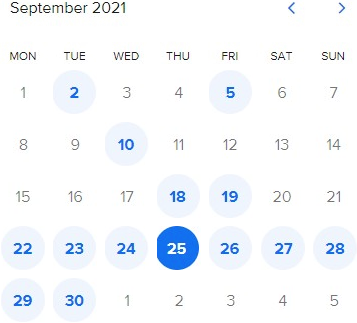 September 2021
MON TUE WED THU FRI SAT SUN
1 2 3 4 5 6 7
8 9 10 11 12 13 14
15 16 17 18 19 20 21
22 23 24 25 26 27 28
29 30 1 2 3 4 5